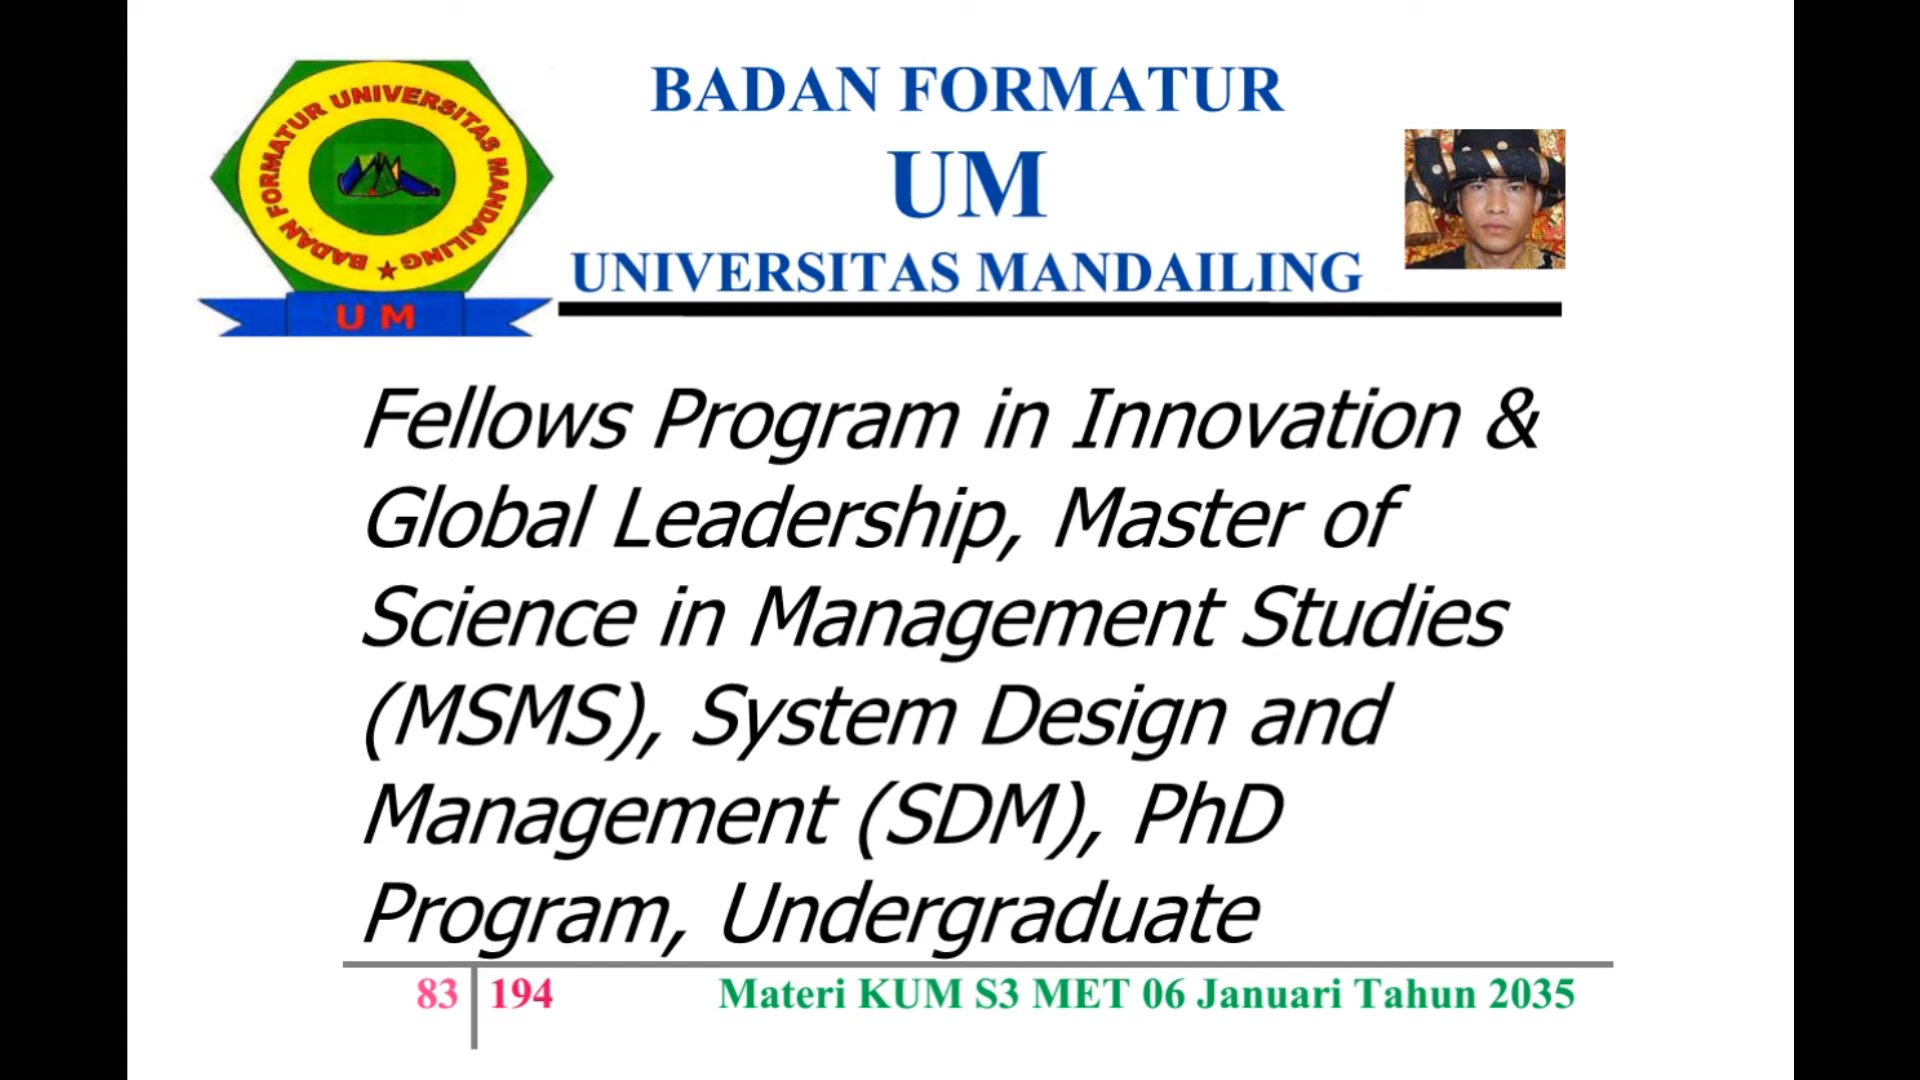 BADAN FORMATUR UNIVERSITAS MANDAILING
UM
BADAN FORMATUR
UM
UNIVERSITAS MANDAILING
Fellows Program in Innovation &
Global Leadership, Master of
Science in Management Studies
(MSMS), System Design and
Management (SDM), PhD
Program, Undergraduate
83 194 Materi KUM S3 MET 06 Januari Tahun 2035